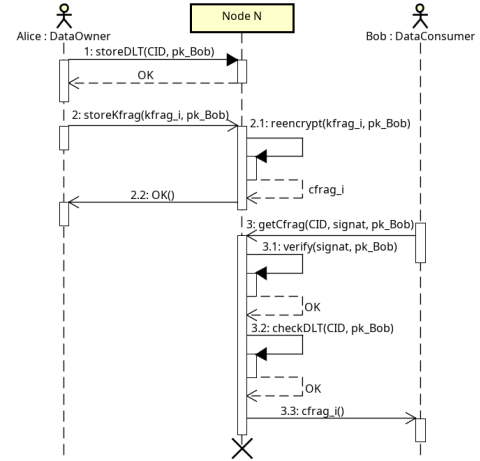 Node N
Alice : DataOwner
Bob : DataConsumer
1: storeDLT(CID, pk_Bob)
OK
2: storeKfrag(kfrag_i, pk_Bob)
2.1: reencrypt(kfrag_i, pk_Bob)
cfrag_i
2.2: OK()
3: getCfrag(CID, signat, pk_Bob)
3.1: verify(signat, pk_Bob)
OK
3.2: checkDLT(CID, pk_Bob)
OK
3.3: cfrag_i()